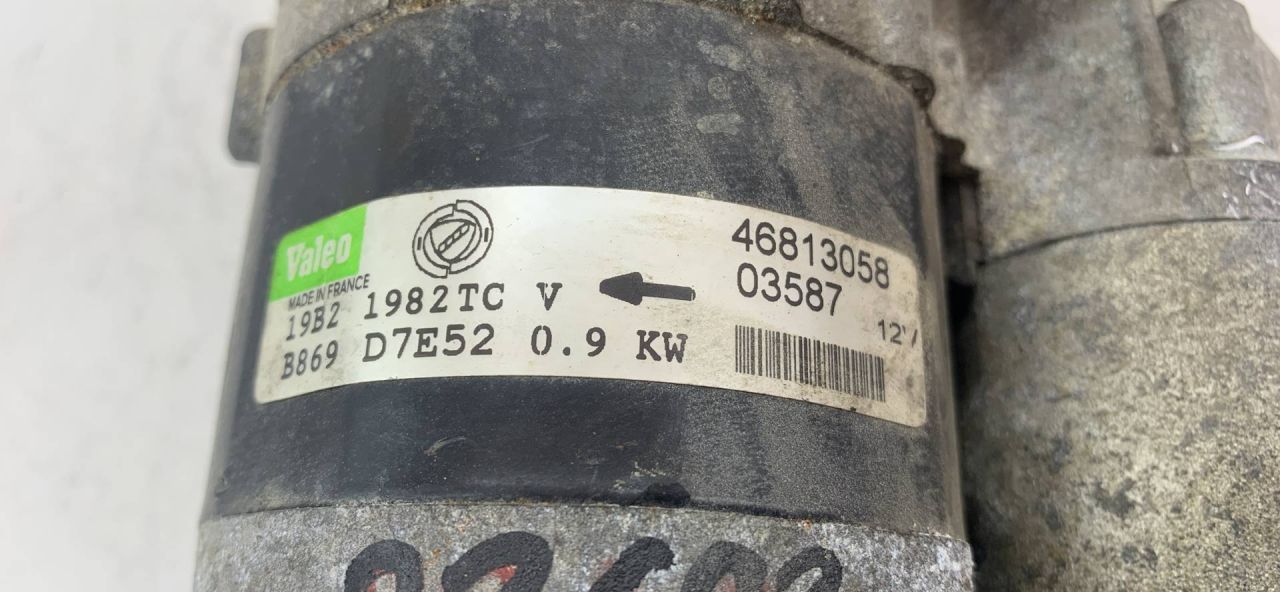 Valeo
MADE IN FRANCE
19B2 1982TC V
B869 D7E52 0.9 KW
46813058
03587
12V